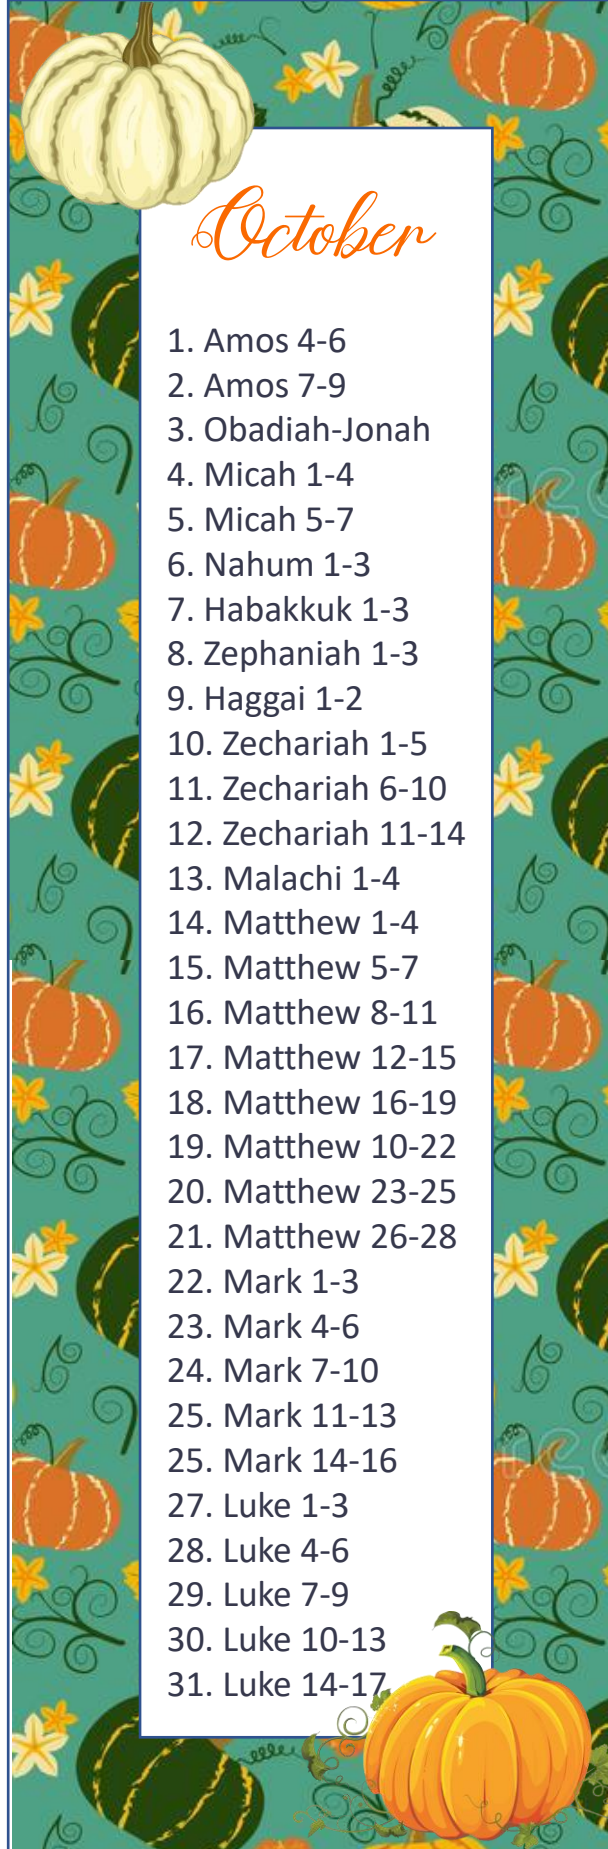 October
1. Amos 4-6
2. Amos 7-9
3. Obadiah-Jonah
4. Micah 1-4
5. Micah 5-7
6. Nahum 1-3
7. Habakkuk 1-3
8. Zephaniah 1-3
9. Haggai 1-2
10. Zechariah 1-5
11. Zechariah 6-10
12. Zechariah 11-14
13. Malachi 1-4
14. Matthew 1-4
15. Matthew 5-7
16. Matthew 8-11
17. Matthew 12-15
18. Matthew 16-19
19. Matthew 10-22
20. Matthew 23-25
21. Matthew 26-28
22. Mark 1-3
23. Mark 4-6
24. Mark 7-10
25. Mark 11-13
25. Mark 14-16
27. Luke 1-3
28. Luke 4-6
29. Luke 7-9
30. Luke 10-13
31. Luke 14-17